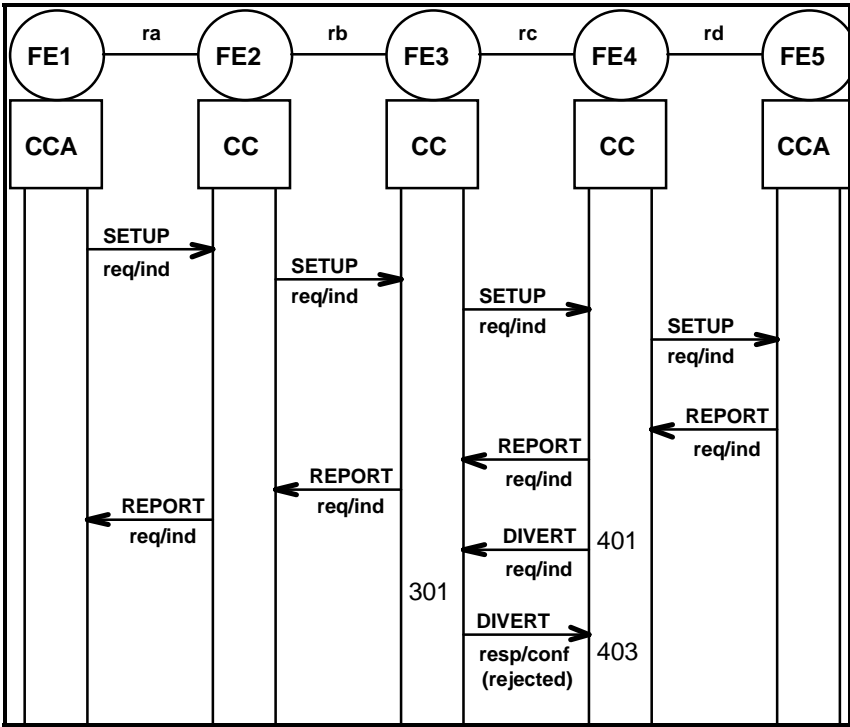 ra rb rc rd
FE1 FE2 FE3 FE4 FE5
CCA CC CC CC CCA
SETUP
req/ind
SETUP
req/ind
SETUP
req/ind
SETUP
req/ind
REPORT
req/ind
REPORT
req/ind
REPORT
req/ind
REPORT
req/ind
DIVERT 401
req/ind
301
DIVERT
resp/conf 403
(rejected)